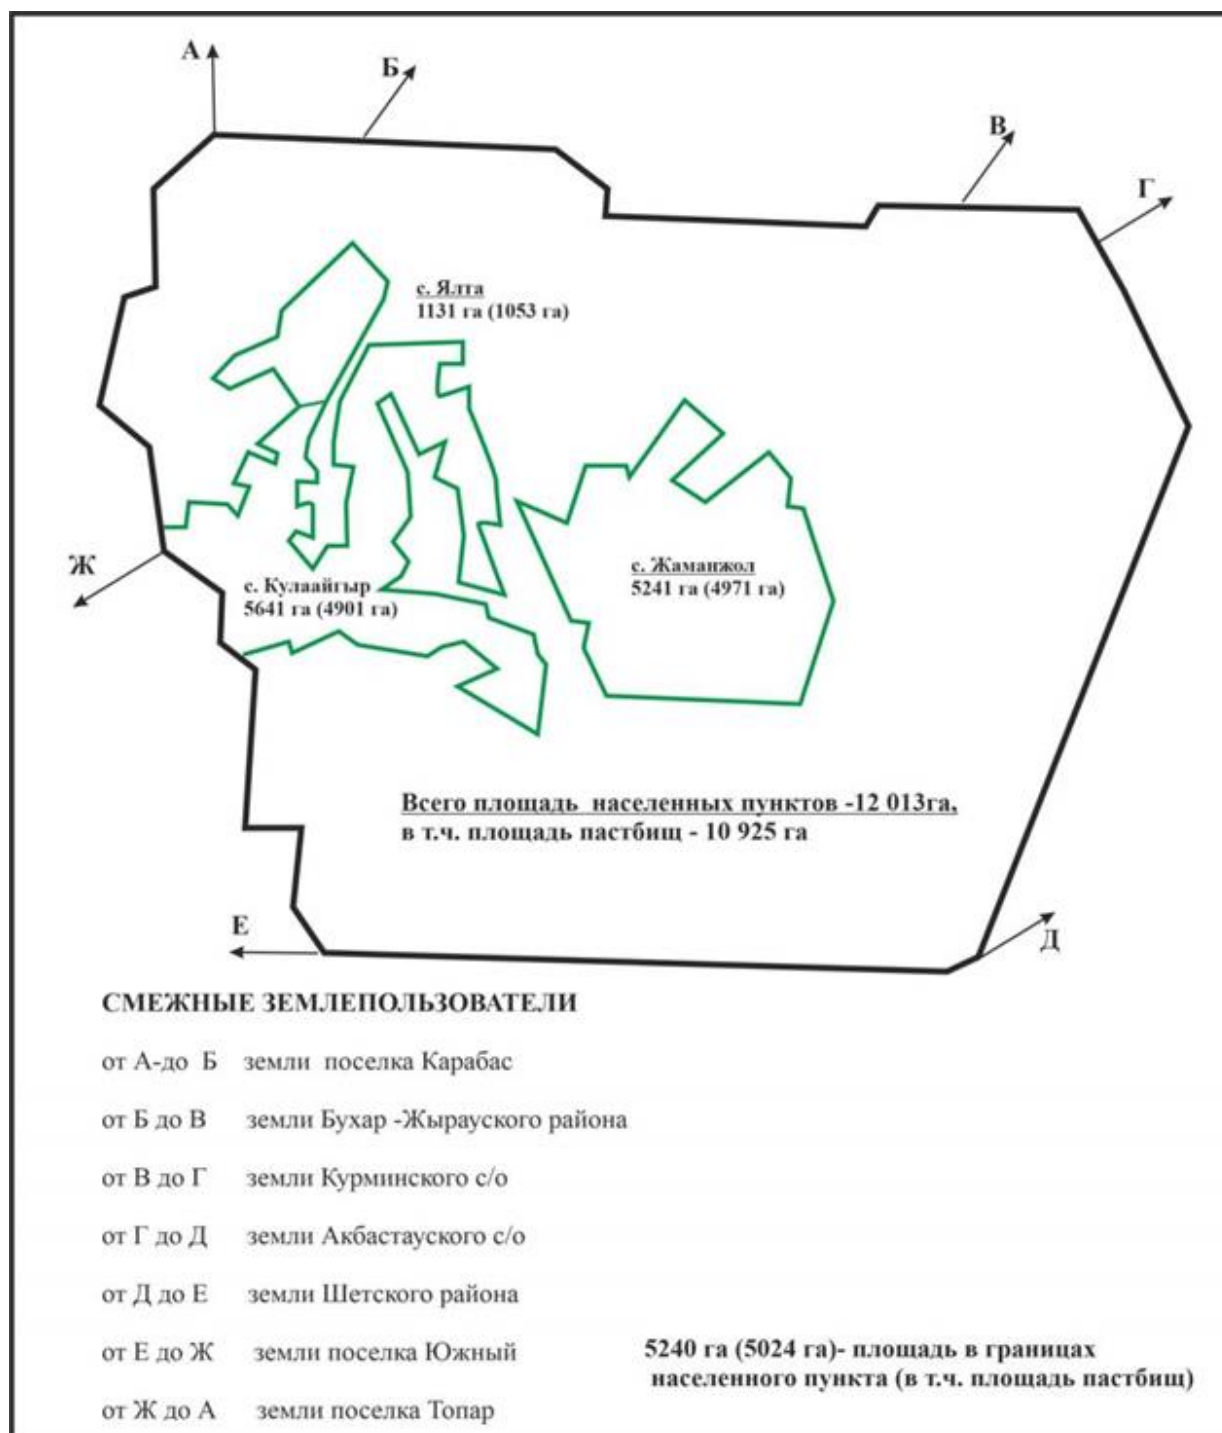 А
Б
В
Г
с. Ялта
1131 га (1053 га)
Ж
с. Кулаайгыр
5641 га (4901 га)
с. Жаманжол
5241 га (4971 га)
Всего площадь населенных пунктов -12 013га,
в т.ч. площадь пастбищ - 10 925 га
Е
Д
СМЕЖНЫЕ ЗЕМЛЕПОЛЬЗОВАТЕЛИ
от А-до Б земли поселка Карабас
от Б до В земли Бухар -Жырауского района
от В до Г земли Курминского с/о
от Г до Д земли Акбастауского с/о
от Д до Е земли Шетского района
от Е до Ж земли поселка Южный
от Ж до А земли поселка Топар
5240 га (5024 га)- площадь в границах
населенного пункта (в т.ч. площадь пастбищ)